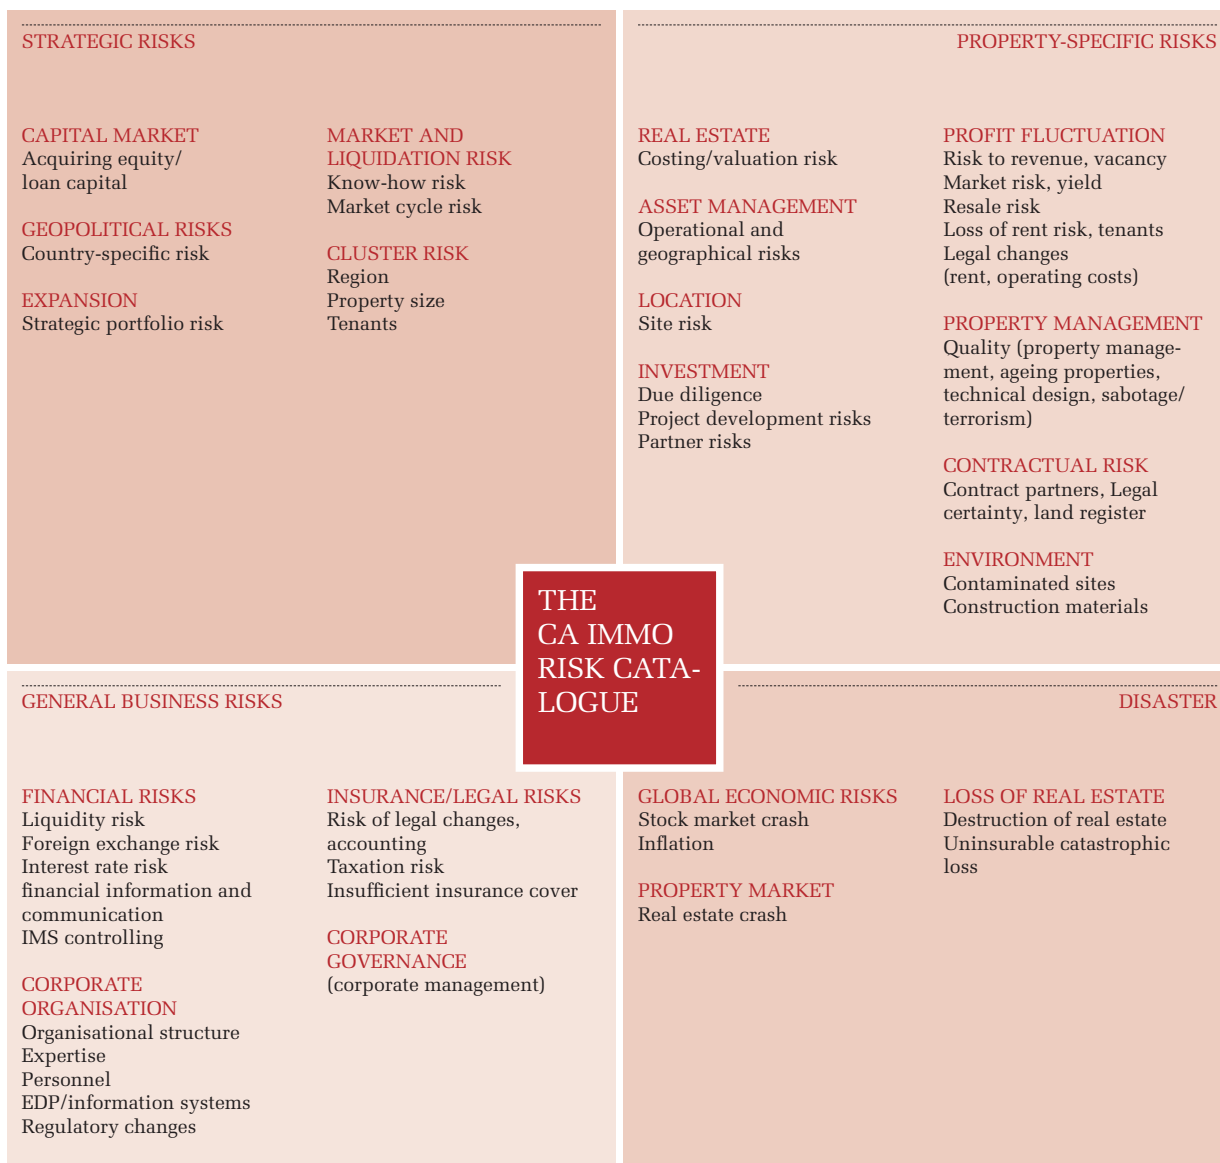 STRATEGIC RISKS
CAPITAL MARKET
Acquiring equity/
loan capital
GEOPOLITICAL RISKS
Country-specific risk
EXPANSION
Strategic portfolio risk
MARKET AND
LIQUIDATION RISK
Know-how risk
Market cycle risk
CLUSTER RISK
Region
Property size
Tenants
PROPERTY-SPECIFIC RISKS
REAL ESTATE
Costing/valuation risk
ASSET MANAGEMENT
Operational and
geographical risks
LOCATION
Site risk
INVESTMENT
Due diligence
Project development risks
Partner risks
PROFIT FLUCTUATION
Risk to revenue, vacancy
Market risk, yield
Resale risk
Loss of rent risk, tenants
Legal changes
(rent, operating costs)
PROPERTY MANAGEMENT
Quality (property manage-
ment, ageing properties,
technical design, sabotage/
terrorism)
CONTRACTUAL RISK
Contract partners, Legal
certainty, land register
ENVIRONMENT
Contaminated sites
Construction materials
THE
CA IMMO
RISK CATA-
LOGUE
GENERAL BUSINESS RISKS
FINANCIAL RISKS
Liquidity risk
Foreign exchange risk
Interest rate risk
financial information and
communication
IMS controlling
CORPORATE
ORGANISATION
Organisational structure
Expertise
Personnel
EDP/information systems
Regulatory changes
INSURANCE/LEGAL RISKS
Risk of legal changes,
accounting
Taxation risk
Insufficient insurance cover
CORPORATE
GOVERNANCE
(corporate management)
DISASTER
GLOBAL ECONOMIC RISKS
Stock market crash
Inflation
PROPERTY MARKET
Real estate crash
LOSS OF REAL ESTATE
Destruction of real estate
Uninsurable catastrophic
loss